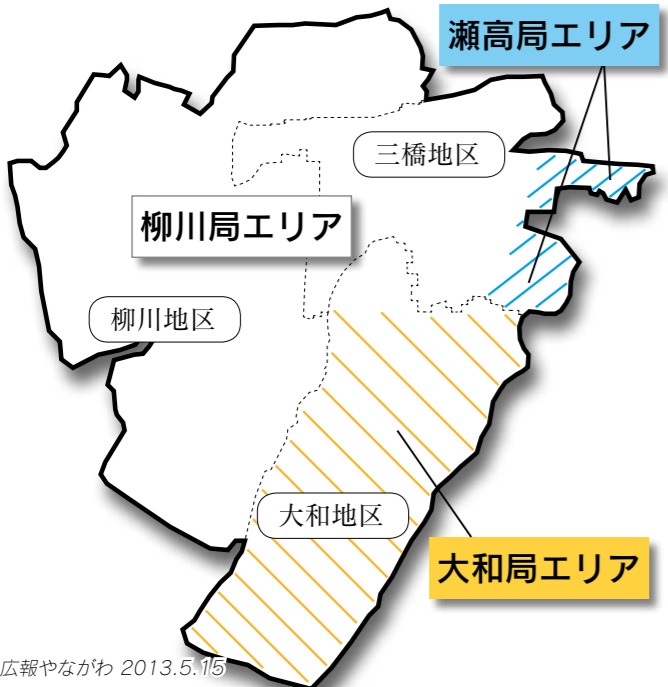 瀬高局エリア
三橋地区
柳川局エリア
柳川地区
大和地区
大和局エリア
広報やながわ 2013.5.15